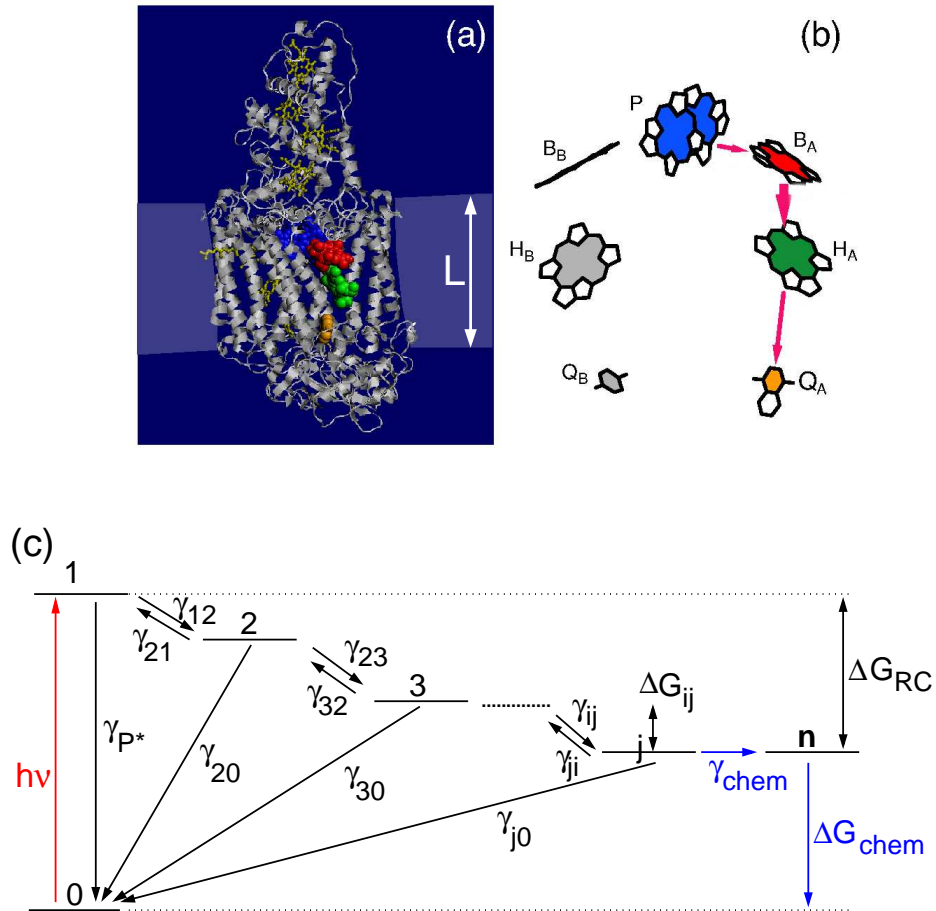 (a)
L
(b)
P
B_B
B_A
H_B
H_A
Q_B
Q_A
(c)
1
γ12
γ21
2
γ23
γ32
3
γij
γji
ΔGij
j
n
γchem
ΔG_RC
γP*
γ20
γ30
γj0
hν
ΔG_chem
0